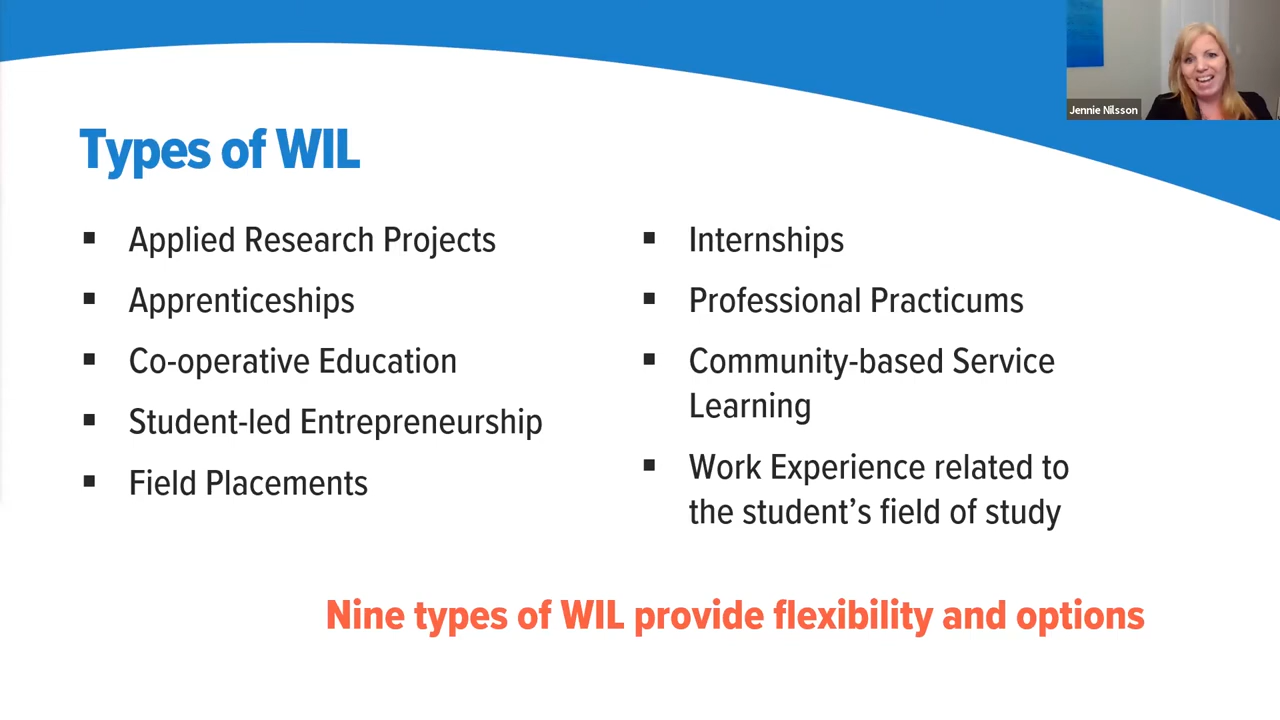 Jennie Nilsson
Types of WIL
▪ Applied Research Projects
▪ Apprenticeships
▪ Co-operative Education
▪ Student-led Entrepreneurship
▪ Field Placements
▪ Internships
▪ Professional Practicums
▪ Community-based Service
Learning
▪ Work Experience related to
the student’s field of study
Nine types of WIL provide flexibility and options